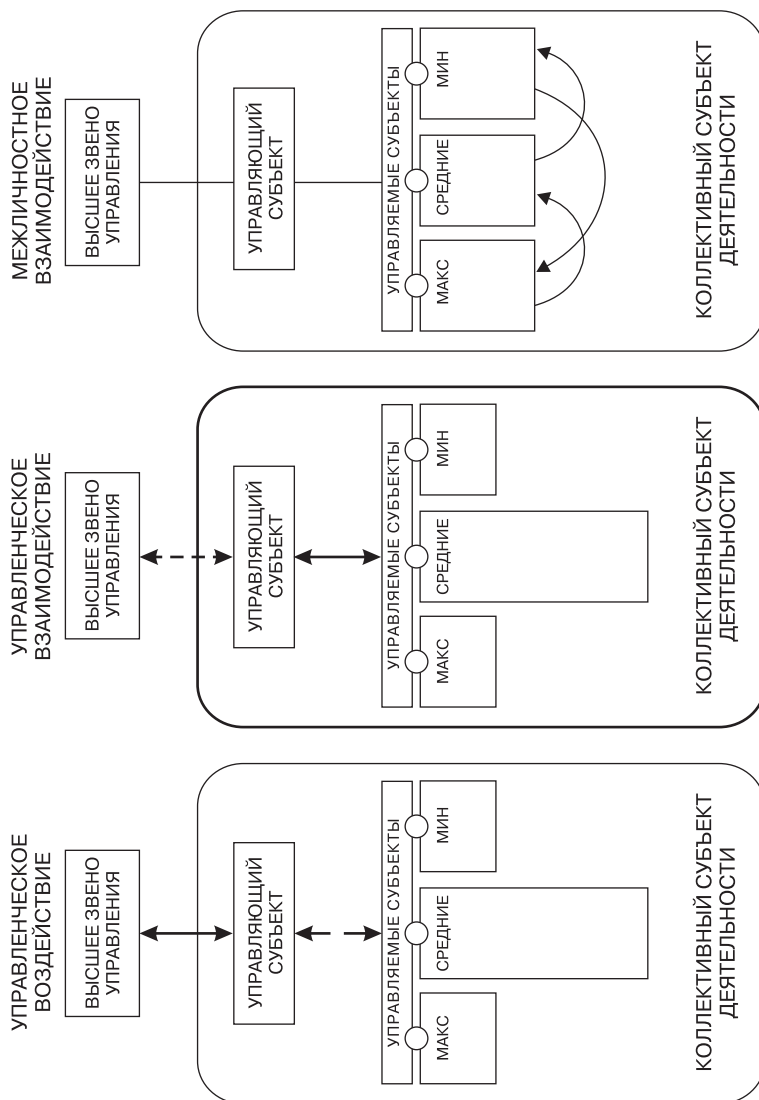 УПРАВЛЕНЧЕСКОЕ
ВОЗДЕЙСТВИЕ
ВЫСШЕЕ ЗВЕНО
УПРАВЛЕНИЯ
УПРАВЛЯЮЩИЙ
СУБЪЕКТ
УПРАВЛЯЕМЫЕ СУБЪЕКТЫ
МАКС
СРЕДНИЕ
МИН
КОЛЛЕКТИВНЫЙ СУБЪЕКТ
ДЕЯТЕЛЬНОСТИ
УПРАВЛЕНЧЕСКОЕ
ВЗАИМОДЕЙСТВИЕ
ВЫСШЕЕ ЗВЕНО
УПРАВЛЕНИЯ
УПРАВЛЯЮЩИЙ
СУБЪЕКТ
УПРАВЛЯЕМЫЕ СУБЪЕКТЫ
МАКС
СРЕДНИЕ
МИН
КОЛЛЕКТИВНЫЙ СУБЪЕКТ
ДЕЯТЕЛЬНОСТИ
МЕЖЛИЧНОСТНОЕ
ВЗАИМОДЕЙСТВИЕ
ВЫСШЕЕ ЗВЕНО
УПРАВЛЕНИЯ
УПРАВЛЯЮЩИЙ
СУБЪЕКТ
УПРАВЛЯЕМЫЕ СУБЪЕКТЫ
МАКС
СРЕДНИЕ
МИН
КОЛЛЕКТИВНЫЙ СУБЪЕКТ
ДЕЯТЕЛЬНОСТИ